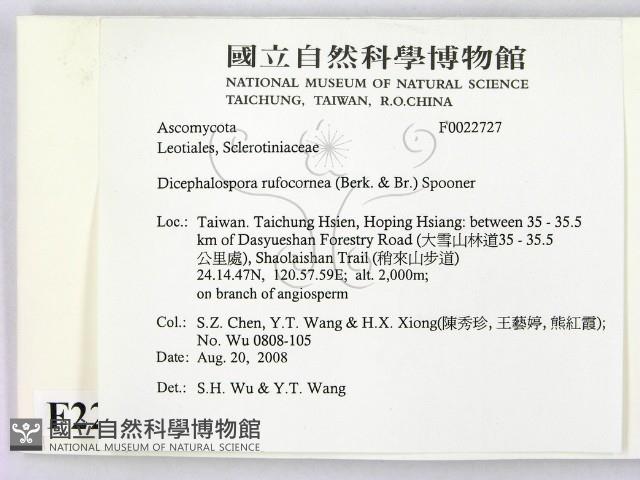 國立自然科學博物館
NATIONAL MUSEUM OF NATURAL SCIENCE
TAICHUNG, TAIWAN, R.O.CHINA
Ascomycota F0022727
Leotiales, Sclerotiniaceae
Dicephalospora rufocornea (Berk. & Br.) Spooner
Loc.: Taiwan. Taichung Hsien, Hoping Hsiang: between 35 - 35.5
km of Dasyueshan Forestry Road (大雪山林道35 - 35.5
公里處), Shaolaishan Trail (稍來山步道)
24.14.47N, 120.57.59E; alt. 2,000m;
on branch of angiosperm
Col.: S.Z. Chen, Y.T. Wang & H.X. Xiong(陳秀珍, 王藝婷, 熊紅霞);
No. Wu 0808-105
Date: Aug. 20, 2008
Det.: S.H. Wu & Y.T. Wang
F22
國立自然科學博物館
NATIONAL MUSEUM OF NATURAL SCIENCE